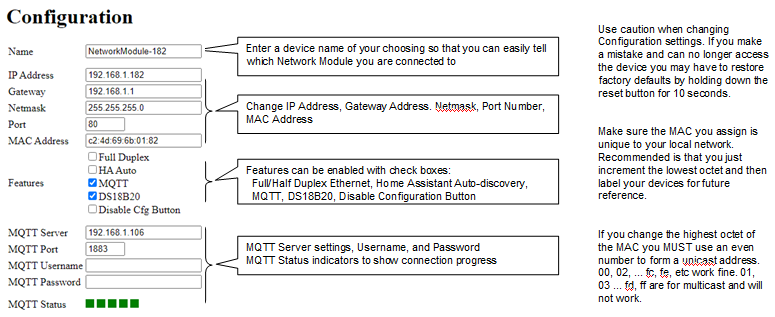 Configuration
Name
NetworkModule-182
IP Address
192.168.1.182
Gateway
192.168.1.1
Netmask
255.255.255.0
Port
80
MAC Address
c2:4d:69:6b:01:82
Features
Full Duplex
HA Auto
MQTT
DS18B20
Disable Cfg Button
MQTT Server
192.168.1.106
MQTT Port
1883
MQTT Username
MQTT Password
MQTT Status
Enter a device name of your choosing so that you can easily tell
which Network Module you are connected to
Change IP Address, Gateway Address. Netmask, Port Number,
MAC Address
Features can be enabled with check boxes:
Full/Half Duplex Ethernet, Home Assistant Auto-discovery,
MQTT, DS18B20, Disable Configuration Button
MQTT Server settings, Username, and Password
MQTT Status indicators to show connection progress
Use caution when changing
Configuration settings. If you make
a mistake and can no longer access
the device you may have to restore
factory defaults by holding down the
reset button for 10 seconds.
Make sure the MAC you assign is
unique to your local network.
Recommended is that you just
increment the lowest octet and then
label your devices for future
reference.
If you change the highest octet of
the MAC you MUST use an even
number to form a unicast address.
00, 02, ... fc, fe, etc work fine. 01,
03 ... fd, ff are for multicast and will
not work.